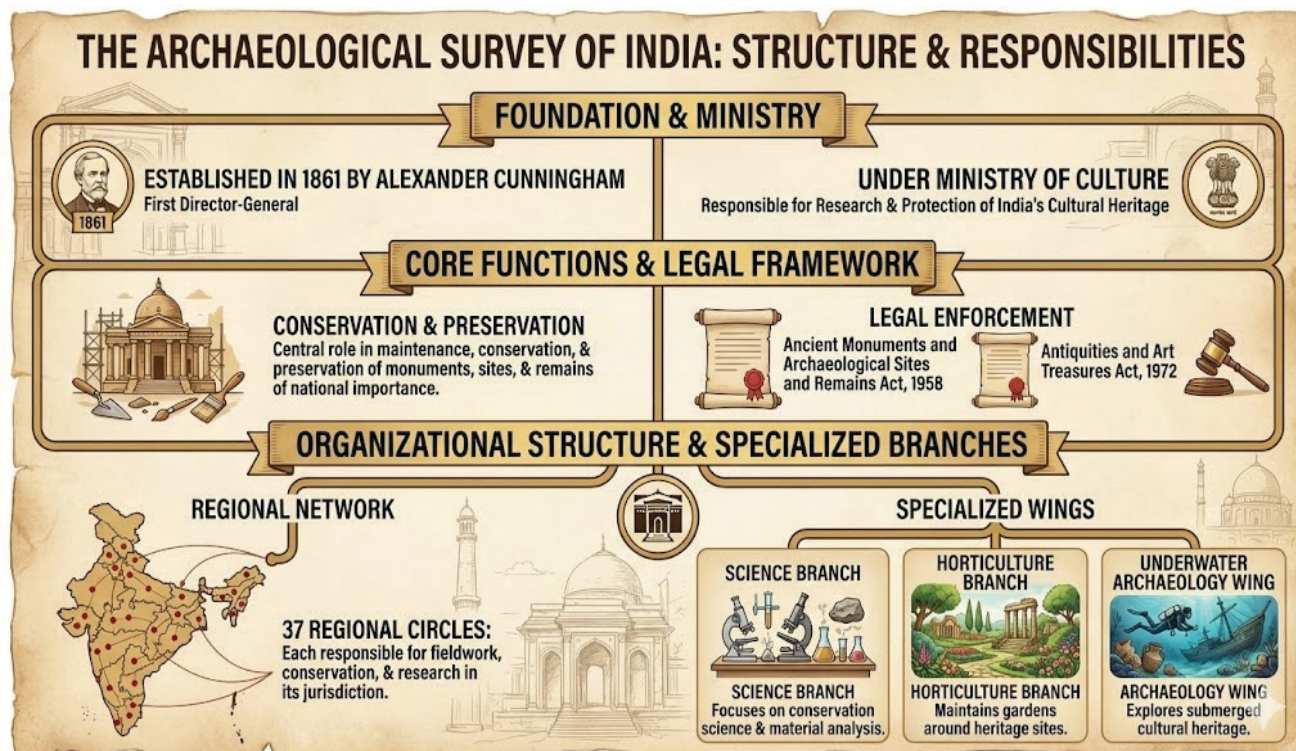 THE ARCHAEOLOGICAL SURVEY OF INDIA: STRUCTURE & RESPONSIBILITIES
FOUNDATION & MINISTRY
1861
ESTABLISHED IN 1861 BY ALEXANDER CUNNINGHAM
First Director-General
UNDER MINISTRY OF CULTURE
Responsible for Research & Protection of India's Cultural Heritage
CORE FUNCTIONS & LEGAL FRAMEWORK
CONSERVATION & PRESERVATION
Central role in maintenance, conservation, &
preservation of monuments, sites, & remains
of national importance.
LEGAL ENFORCEMENT
Ancient Monuments and
Archaeological Sites
and Remains Act, 1958
Antiquities and Art
Treasures Act, 1972
ORGANIZATIONAL STRUCTURE & SPECIALIZED BRANCHES
REGIONAL NETWORK
37 REGIONAL CIRCLES:
Each responsible for fieldwork,
conservation, & research in
its jurisdiction.
SPECIALIZED WINGS
SCIENCE BRANCH
SCIENCE BRANCH
Focuses on conservation
science & material analysis.
HORTICULTURE
BRANCH
HORTICULTURE BRANCH
Maintains gardens
around heritage sites.
UNDERWATER
ARCHAEOLOGY WING
ARCHAEOLOGY WING
Explores submerged
cultural heritage.